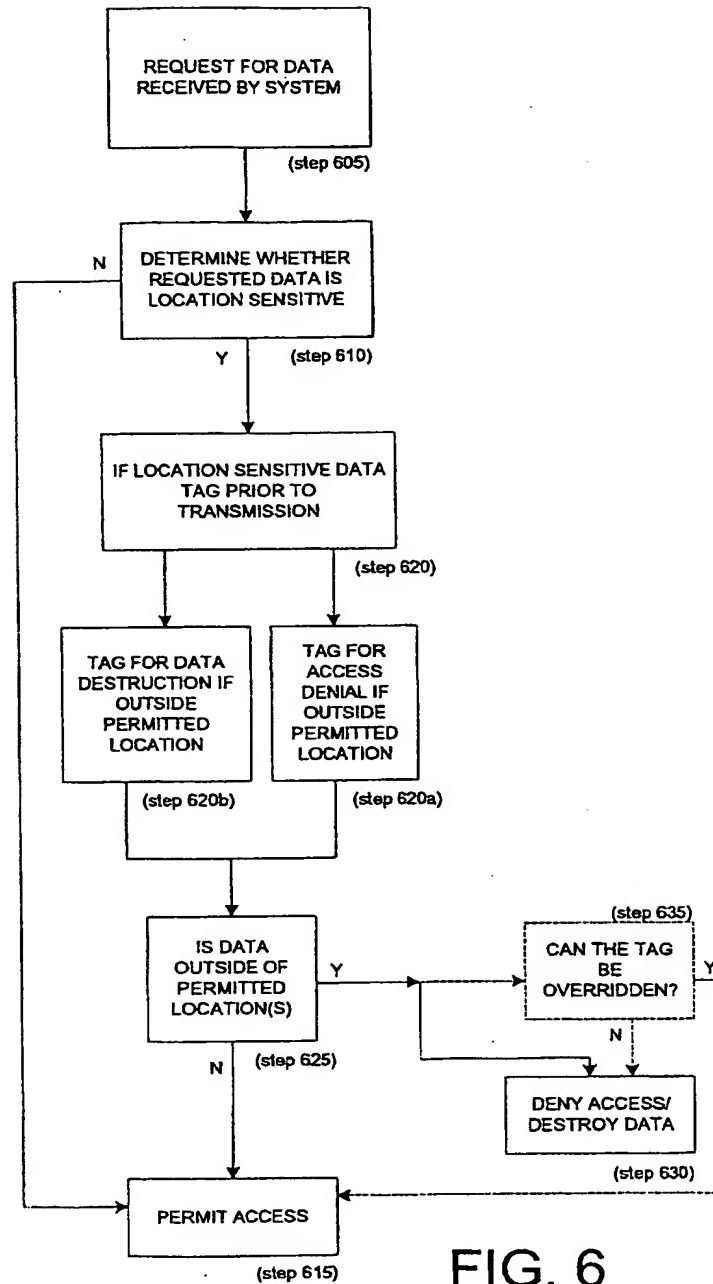 REQUEST FOR DATA
RECEIVED BY SYSTEM
(step 605)
N
DETERMINE WHETHER
REQUESTED DATA IS
LOCATION SENSITIVE
Y
(step 610)
IF LOCATION SENSITIVE DATA
TAG PRIOR TO
TRANSMISSION
(step 620)
TAG FOR DATA
DESTRUCTION IF
OUTSIDE
PERMITTED
LOCATION
(step 620b)
TAG FOR
ACCESS
DENIAL IF
OUTSIDE
PERMITTED
LOCATION
(step 620a)
IS DATA
OUTSIDE OF
PERMITTED
LOCATION(S)
Y
N
(step 625)
(step 635)
CAN THE TAG
BE
OVERRIDDEN?
Y
N
DENY ACCESS/
DESTROY DATA
(step 630)
PERMIT ACCESS
(step 615)
FIG. 6